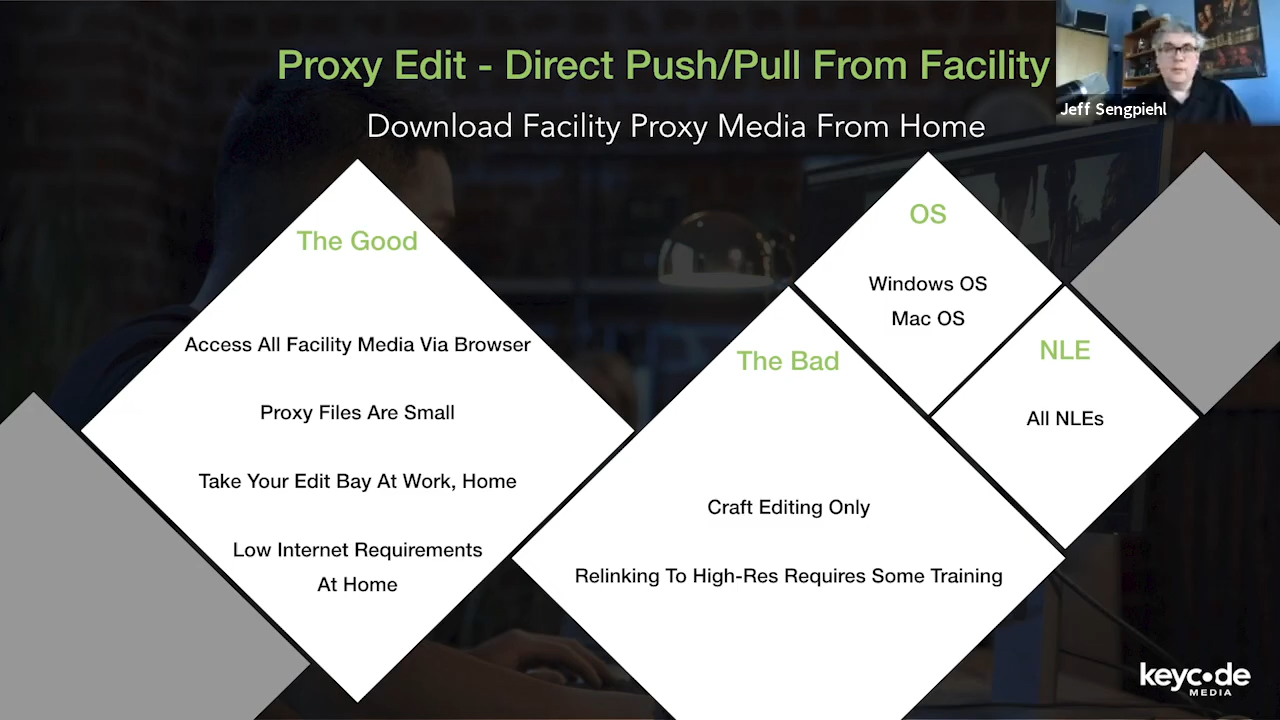 Proxy Edit - Direct Push/Pull From Facility
Download Facility Proxy Media From Home
Jeff Sengpiehl
The Good
Access All Facility Media Via Browser
Proxy Files Are Small
Take Your Edit Bay At Work, Home
Low Internet Requirements
At Home
The Bad
Craft Editing Only
Relinking To High-Res Requires Some Training
OS
Windows OS
Mac OS
NLE
All NLEs
keycode
MEDIA